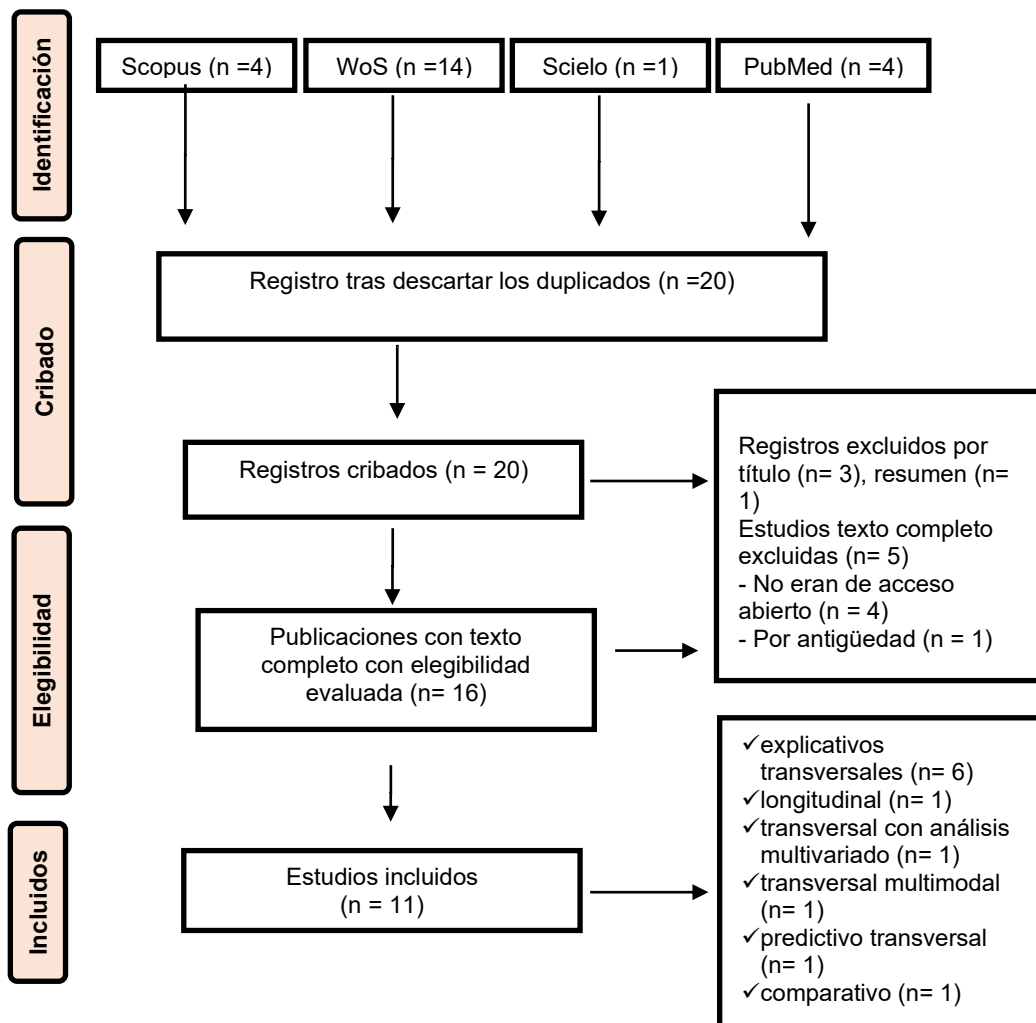 Identificación
Scopus (n =4)
WoS (n =14)
Scielo (n =1)
PubMed (n =4)
Cribado
Registro tras descartar los duplicados (n =20)
Registros cribados (n = 20)
Registros excluidos por
título (n= 3), resumen (n=
1)
Estudios texto completo
excluidas (n= 5)
- No eran de acceso
abierto (n = 4)
- Por antigüedad (n = 1)
Elegibilidad
Publicaciones con texto
completo con elegibilidad
evaluada (n= 16)
Incluidos
Estudios incluidos
(n = 11)
✓explicativos
transversales (n= 6)
✓longitudinal (n= 1)
✓transversal con análisis
multivariado (n= 1)
✓transversal multimodal
(n= 1)
✓predictivo transversal
(n= 1)
✓comparativo (n= 1)